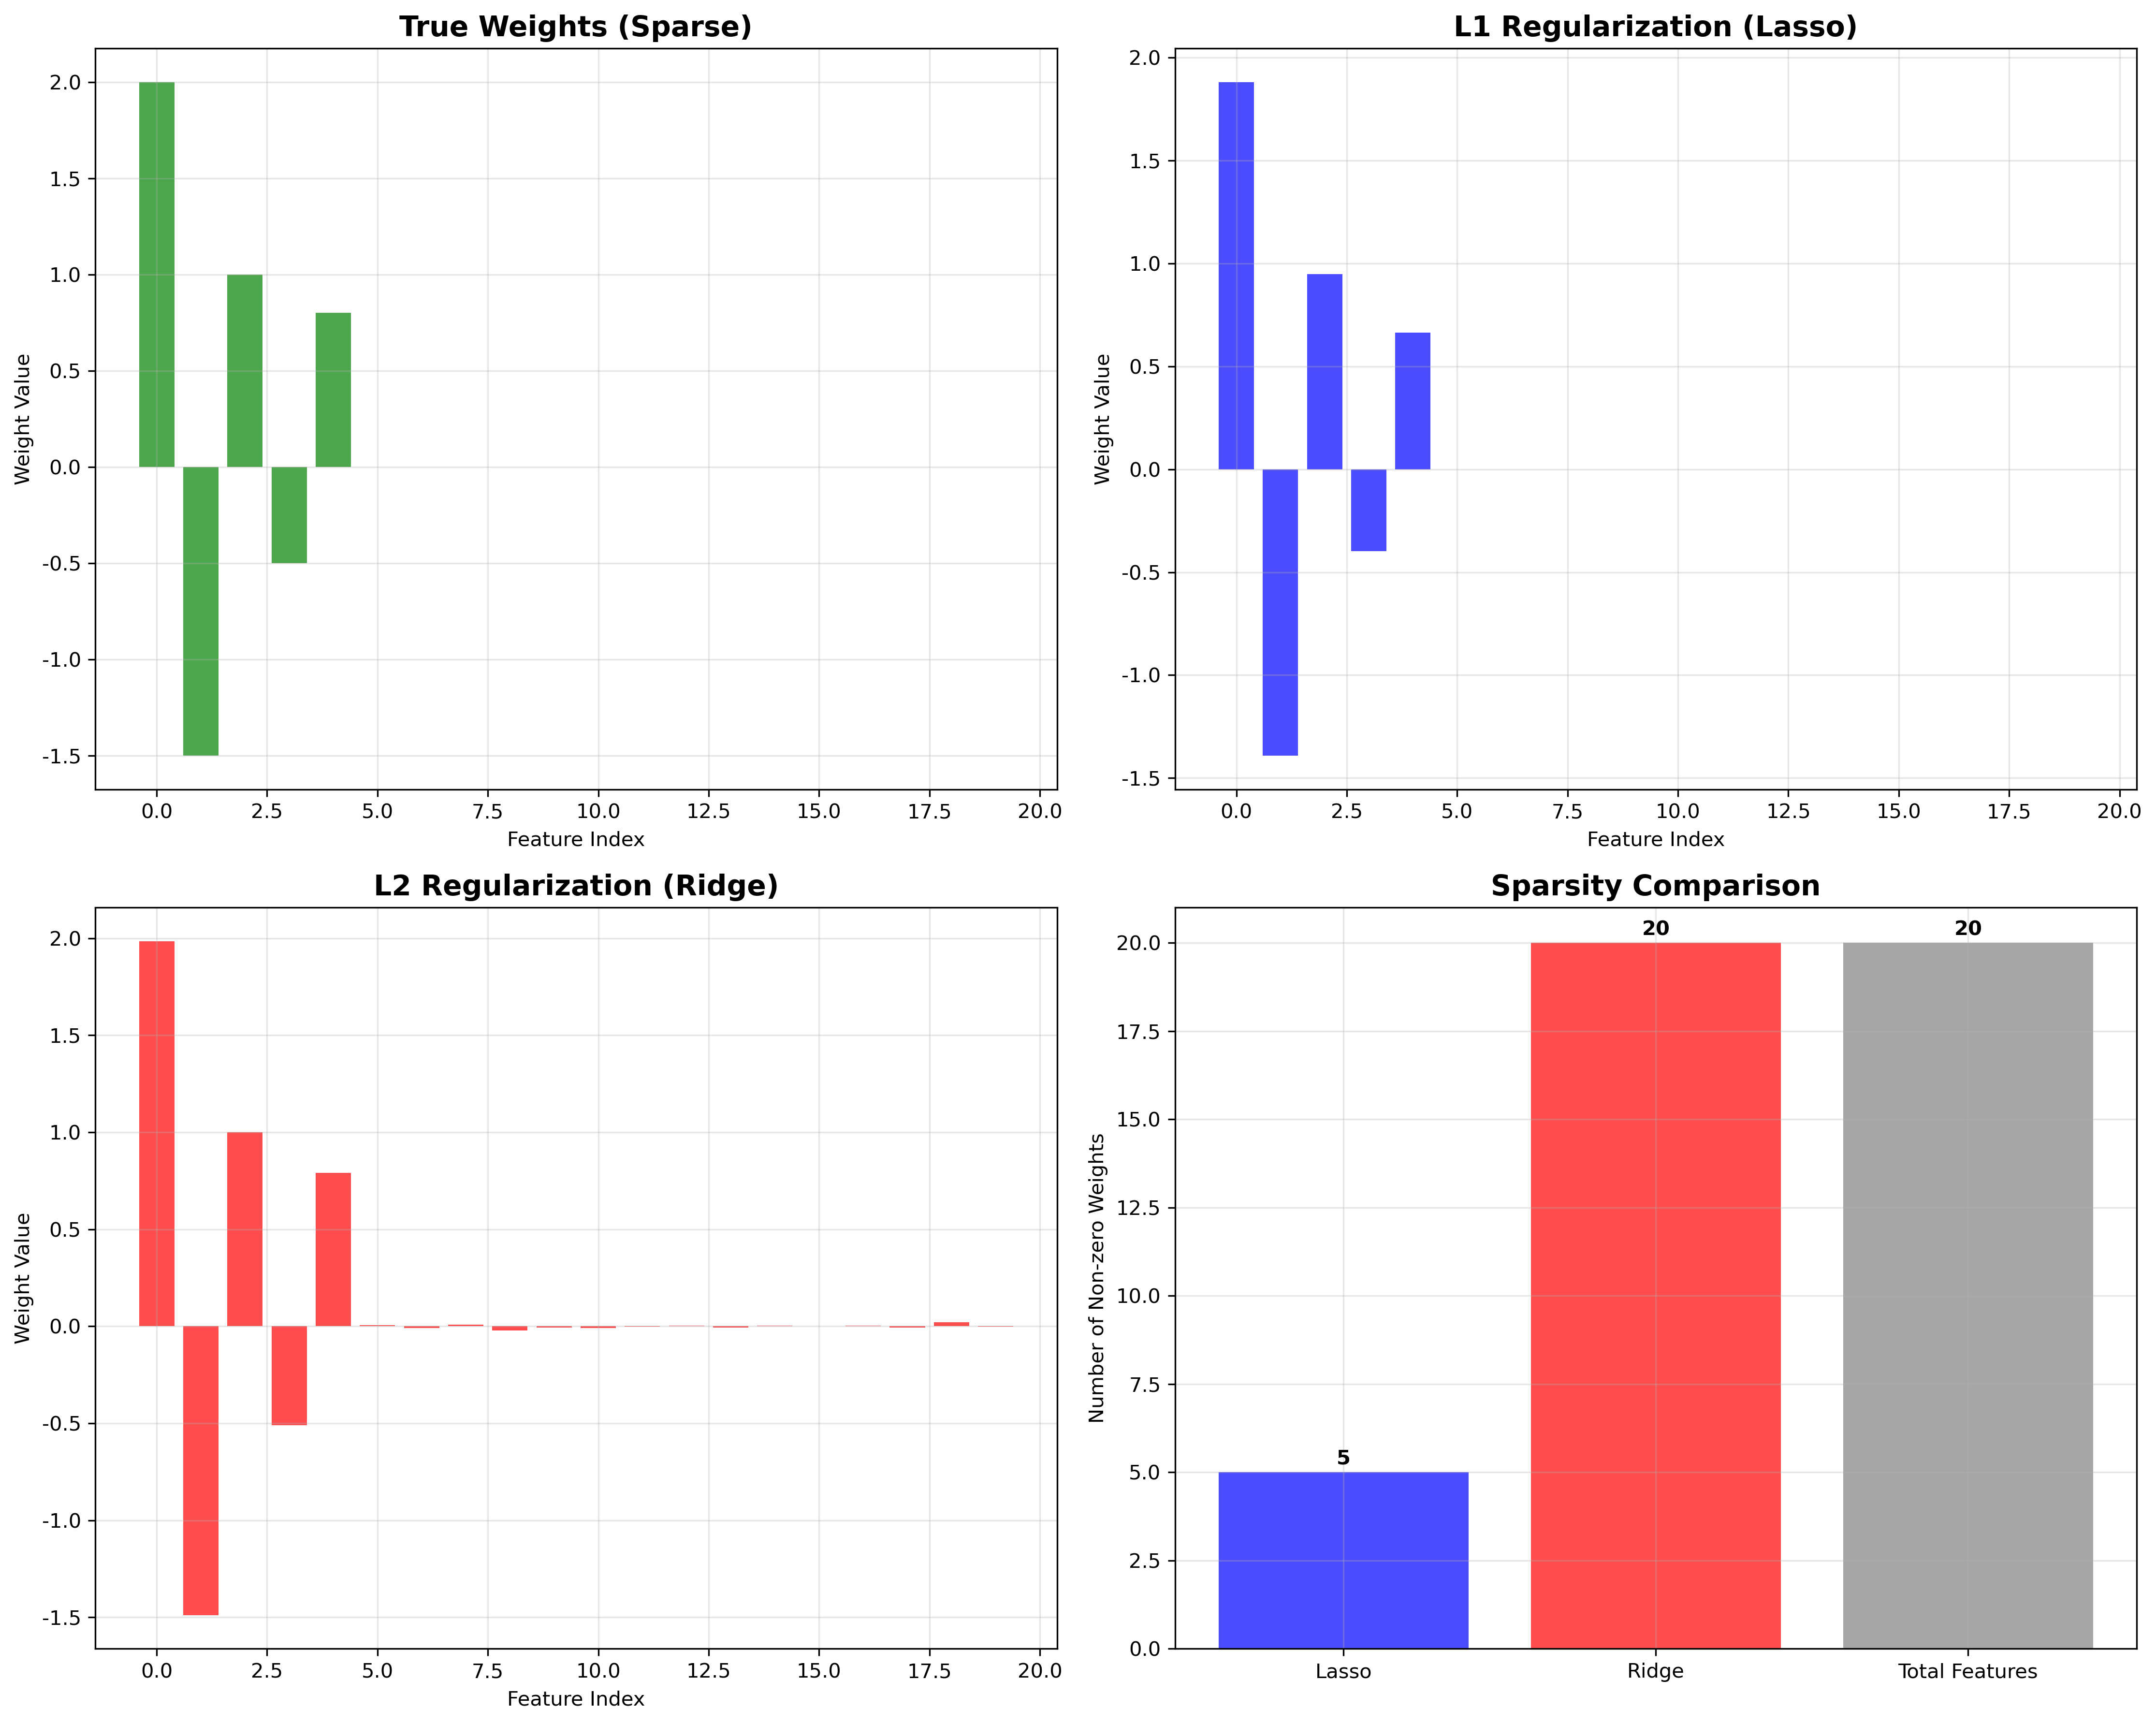 True Weights (Sparse)
2.0
1.5
1.0
0.5
0.0
-0.5
-1.0
-1.5
Weight Value
0.0 2.5 5.0 7.5 10.0 12.5 15.0 17.5 20.0
Feature Index
L1 Regularization (Lasso)
2.0
1.5
1.0
0.5
0.0
-0.5
-1.0
-1.5
Weight Value
0.0 2.5 5.0 7.5 10.0 12.5 15.0 17.5 20.0
Feature Index
L2 Regularization (Ridge)
2.0
1.5
1.0
0.5
0.0
-0.5
-1.0
-1.5
Weight Value
0.0 2.5 5.0 7.5 10.0 12.5 15.0 17.5 20.0
Feature Index
Sparsity Comparison
20 20
5
20.0
17.5
15.0
12.5
10.0
7.5
5.0
2.5
0.0
Number of Non-zero Weights
Lasso Ridge Total Features